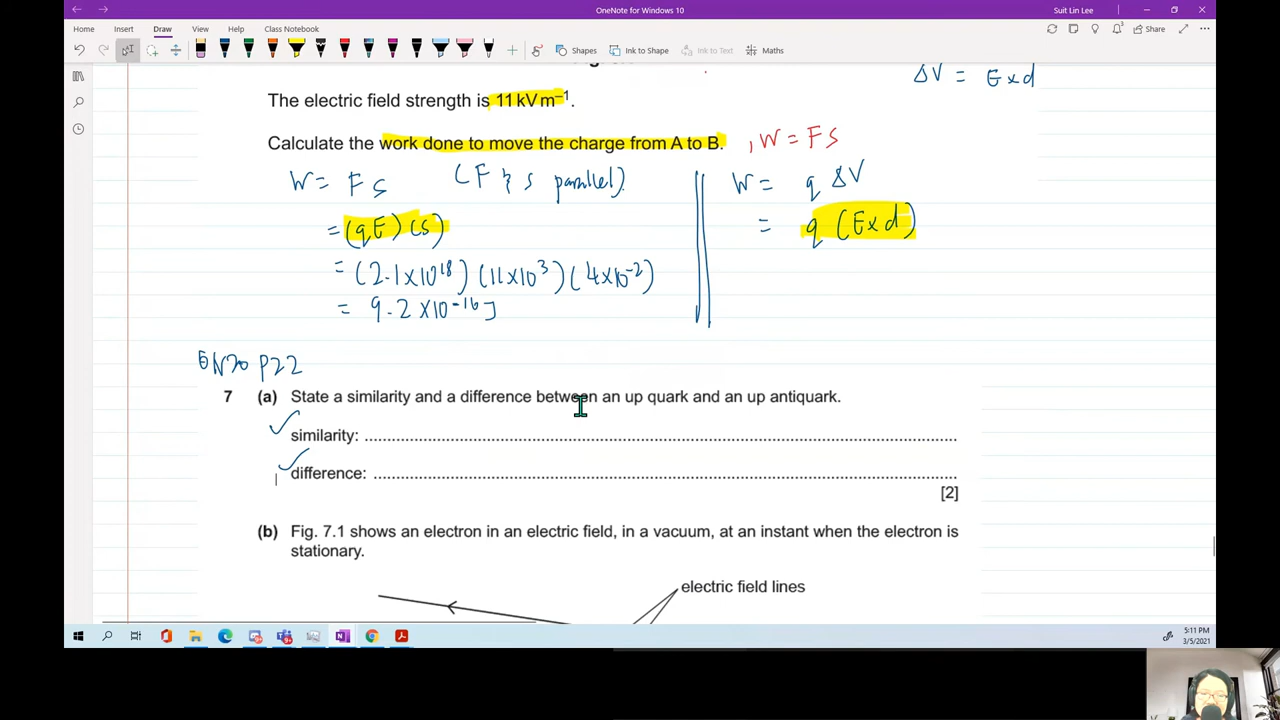 OneNote for Windows 10
Suit Lin Lee
Home Insert Draw View Help Class Notebook
Share
Shapes Ink to Shape Ink to Text Maths
ΔV = E×d
The electric field strength is 11 kV m⁻¹.
Calculate the work done to move the charge from A to B.
, W = Fs
W = Fs (F & s parallel).
= (qE)(s)
= (2.1×10¹⁸)(11×10³)(4×10⁻²)
= 9.2×10⁻¹⁶ J
W = q ΔV
= q (E×d)
ON20 P22
7 (a) State a similarity and a difference between an up quark and an up antiquark.
similarity: ....................
difference: ....................
[2]
(b) Fig. 7.1 shows an electron in an electric field, in a vacuum, at an instant when the electron is
stationary.
electric field lines
5:11 PM
3/5/2021